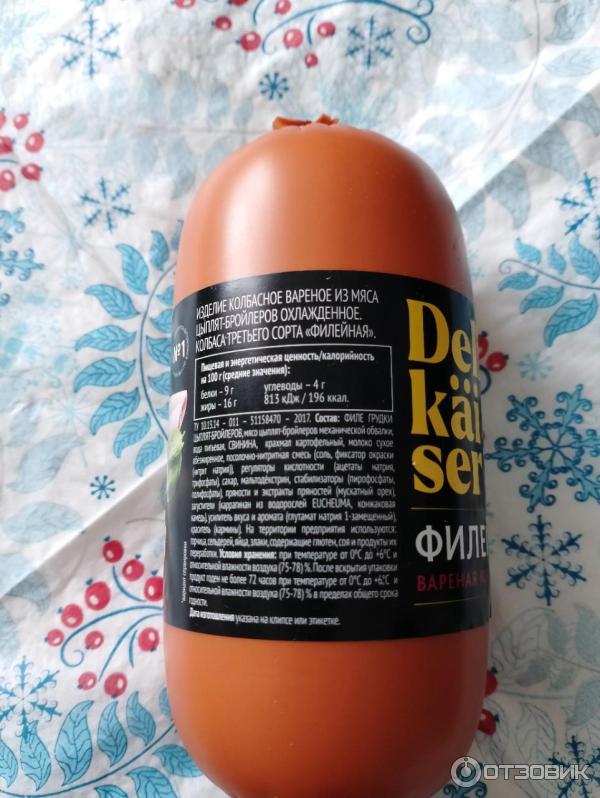 №1
ИЗДЕЛИЕ КОЛБАСНОЕ ВАРЕНОЕ ИЗ МЯСА
ЦЫПЛЯТ-БРОЙЛЕРОВ ОХЛАЖДЕННОЕ.
КОЛБАСА ТРЕТЬЕГО СОРТА «ФИЛЕЙНАЯ».
Пищевая и энергетическая ценность/калорийность
на 100 г (средние значения):
белки - 9 г углеводы - 4 г
жиры - 16 г 813 кДж / 196 ккал.
ТУ 10.13.14 - 011 - 51158470 - 2017. Состав: ФИЛЕ ГРУДКИ
ЦЫПЛЯТ-БРОЙЛЕРОВ, мясо цыплят-бройлеров механической обвалки,
вода питьевая, СВИНИНА, крахмал картофельный, молоко сухое
обезжиренное, посолочно-нитритная смесь (соль, фиксатор окраски
(нитрит натрия)), регуляторы кислотности (ацетаты натрия,
трифосфаты), сахар, мальтодекстрин, стабилизаторы (пирофосфаты,
полифосфаты), пряности и экстракты пряностей (мускатный орех),
загустители (каррагинан из водорослей EUCHEUMA, конжаковая
камедь), усилитель вкуса и аромата (глутамат натрия 1-замещенный),
краситель (кармины). На территории предприятия используются:
горчица, сельдерей, яйца, злаки, содержащие глютен, соя и продукты их
переработки. Условия хранения: при температуре от 0°С до +6°С и
относительной влажности воздуха (75-78) %. После вскрытия упаковки
продукт годен не более 72 часов при температуре от 0°С до +6°С и
относительной влажности воздуха (75-78) % в пределах общего срока
годности.
Дата изготовления указана на клипсе или этикетке.
Del
käi
ser
ФИЛЕ
ВАРЕНАЯ К
ОТЗОВИК